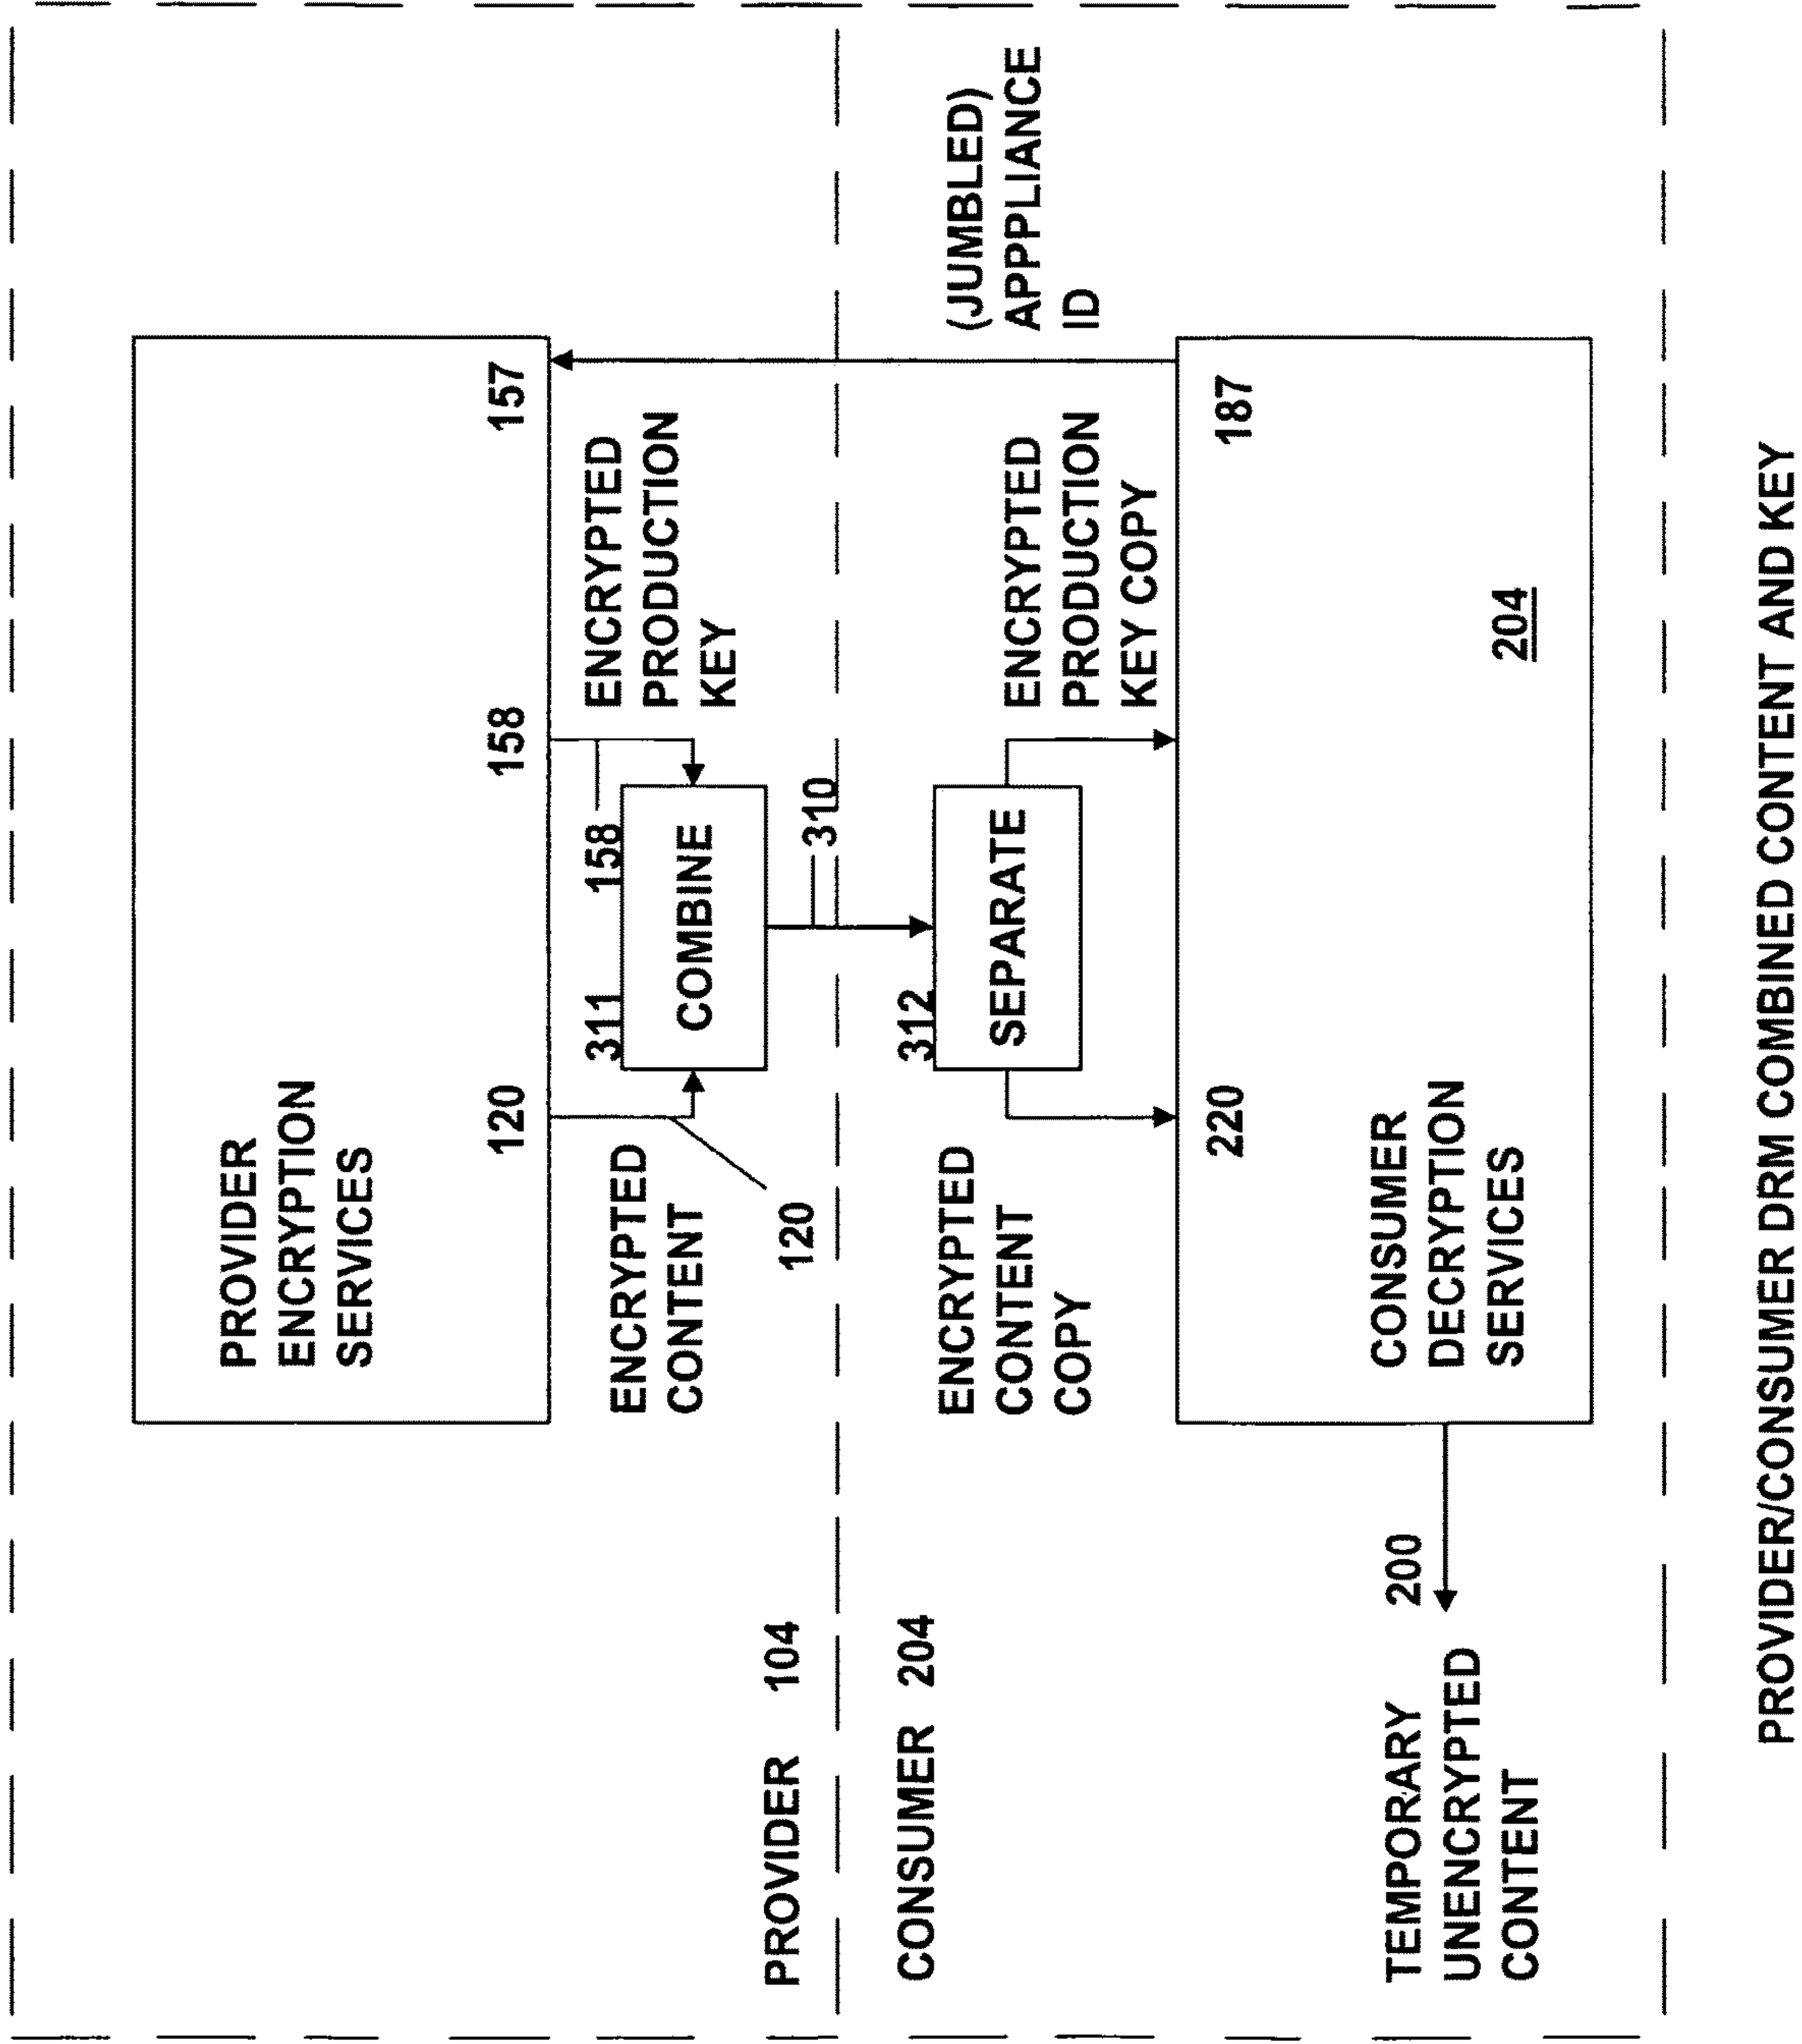 PROVIDER
ENCRYPTION
SERVICES
120
158
157
ENCRYPTED
CONTENT
120
311
158
COMBINE
ENCRYPTED
PRODUCTION
KEY
310
PROVIDER 104
CONSUMER 204
(JUMBLED)
APPPLIANCE
ID
ENCRYPTED
CONTENT
COPY
312
SEPARATE
ENCRYPTED
PRODUCTION
KEY COPY
220
187
CONSUMER
DECRYPTION
SERVICES
204
200
TEMPORARY
UNENCRYPTED
CONTENT
PROVIDER/CONSUMER DRM COMBINED CONTENT AND KEY